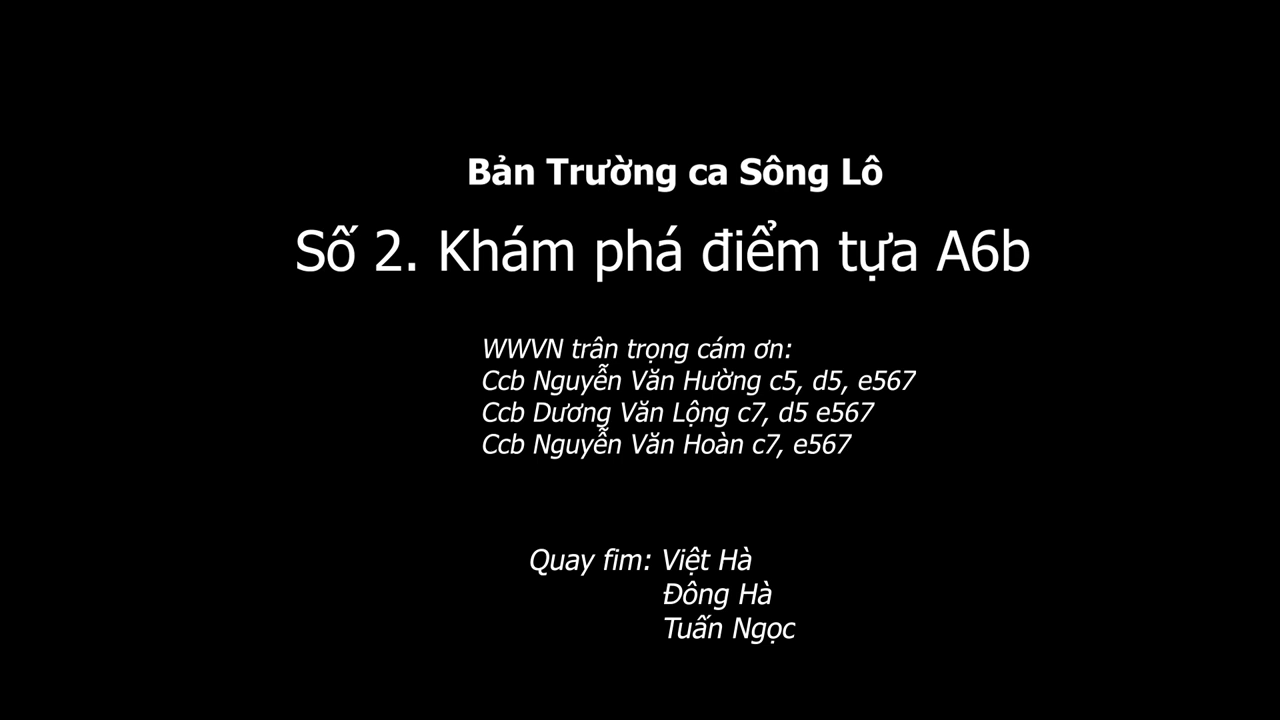 Bản Trường ca Sông Lô
Số 2. Khám phá điểm tựa A6b
WWVN trân trọng cám ơn:
Ccb Nguyễn Văn Hường c5, d5, e567
Ccb Dương Văn Lộng c7, d5 e567
Ccb Nguyễn Văn Hoàn c7, e567
Quay fim: Việt Hà
Đông Hà
Tuấn Ngọc